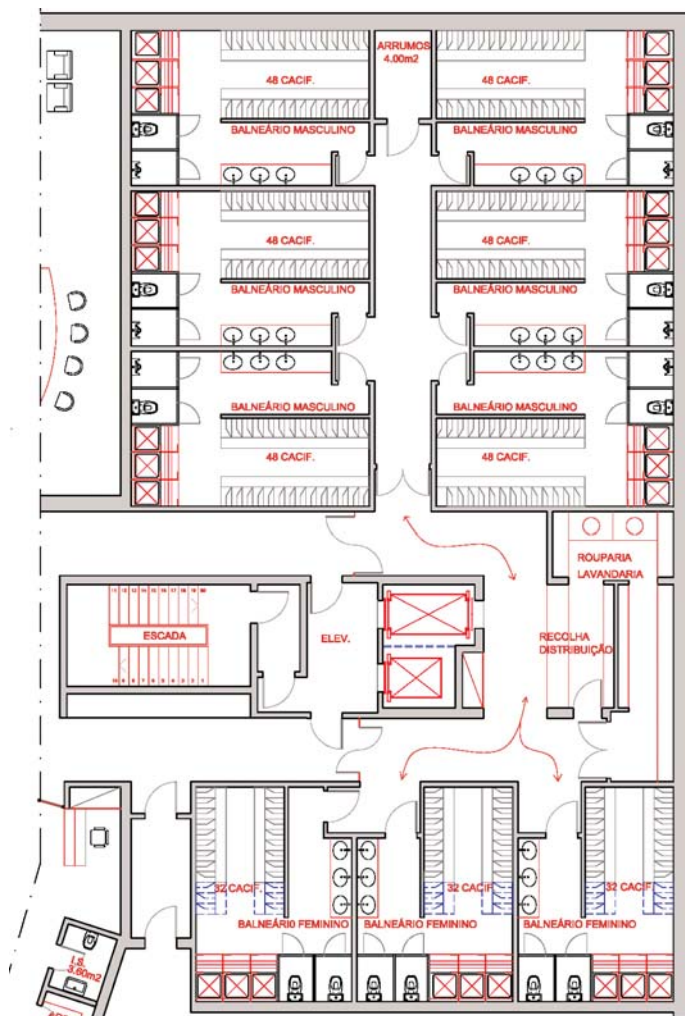 ARRUMOS
4.00m2
48 CACIF.
48 CACIF.
BALNEÁRIO MASCULINO
BALNEÁRIO MASCULINO
48 CACIF.
48 CACIF.
BALNEÁRIO MASCULINO
BALNEÁRIO MASCULINO
BALNEÁRIO MASCULINO
BALNEÁRIO MASCULINO
48 CACIF.
48 CACIF.
ROUPARIA
LAVANDARIA
ESCADA
ELEV.
RECOLHA
DISTRIBUIÇÃO
32 CACIF.
32 CACIF.
32 CACIF.
BALNEÁRIO FEMININO
BALNEÁRIO FEMININO
BALNEÁRIO FEMININO
I.S.
3.60m2